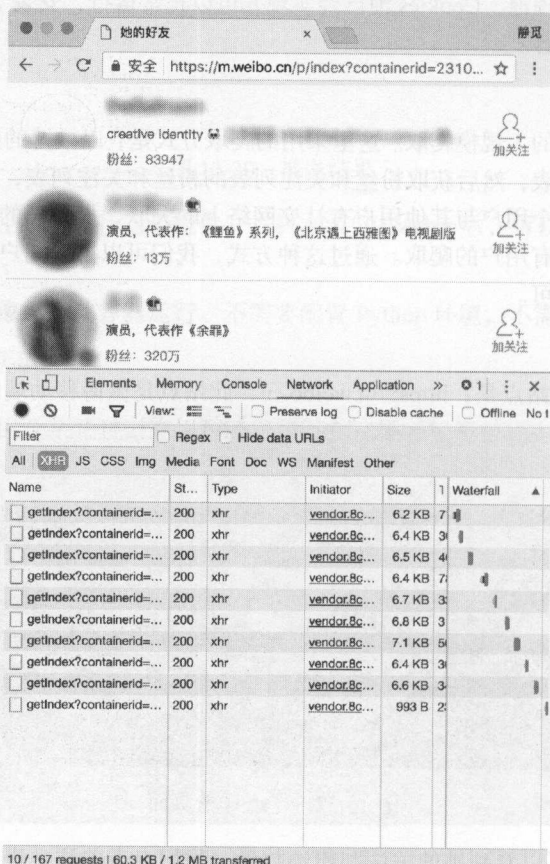 她的好友
静觅
安全 https://m.weibo.cn/p/index?containerid=2310...
creative identity
粉丝：83947
加关注
演员，代表作：《鲤鱼》系列，《北京遇上西雅图》电视剧版
粉丝：13万
加关注
演员，代表作《余罪》
粉丝：320万
加关注
Elements Memory Console Network Application » 1
View: Preserve log Disable cache Offline No t
Filter Regex Hide data URLs
All XHR JS CSS Img Media Font Doc WS Manifest Other
Name St... Type Initiator Size Waterfall
getIndex?containerid=... 200 xhr vendor.8c... 6.2 KB
getIndex?containerid=... 200 xhr vendor.8c... 6.4 KB
getIndex?containerid=... 200 xhr vendor.8c... 6.5 KB
getIndex?containerid=... 200 xhr vendor.8c... 6.4 KB
getIndex?containerid=... 200 xhr vendor.8c... 6.7 KB
getIndex?containerid=... 200 xhr vendor.8c... 6.8 KB
getIndex?containerid=... 200 xhr vendor.8c... 7.1 KB
getIndex?containerid=... 200 xhr vendor.8c... 6.4 KB
getIndex?containerid=... 200 xhr vendor.8c... 6.6 KB
getIndex?containerid=... 200 xhr vendor.8c... 993 B
10 / 167 requests | 60.3 KB / 1.2 MB transferred